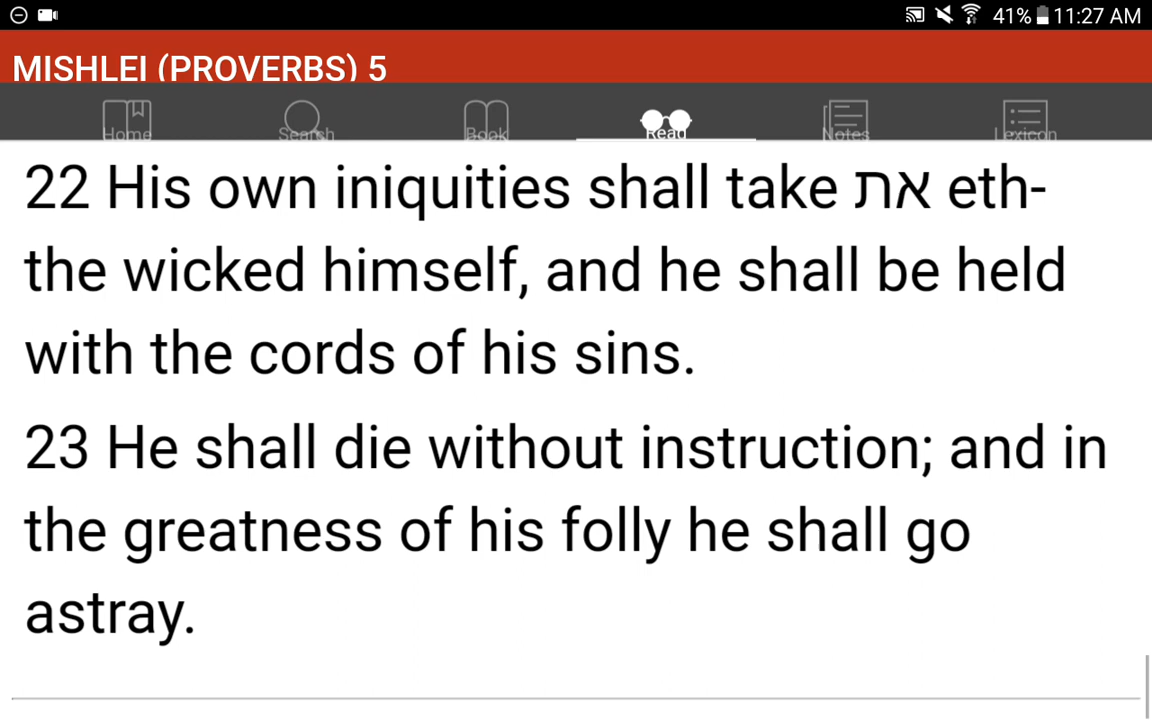 41% 11:27 AM
MISHLEI (PROVERBS) 5
Home Search Book Read Notes Lexicon
22 His own iniquities shall take את eth-
the wicked himself, and he shall be held
with the cords of his sins.
23 He shall die without instruction; and in
the greatness of his folly he shall go
astray.